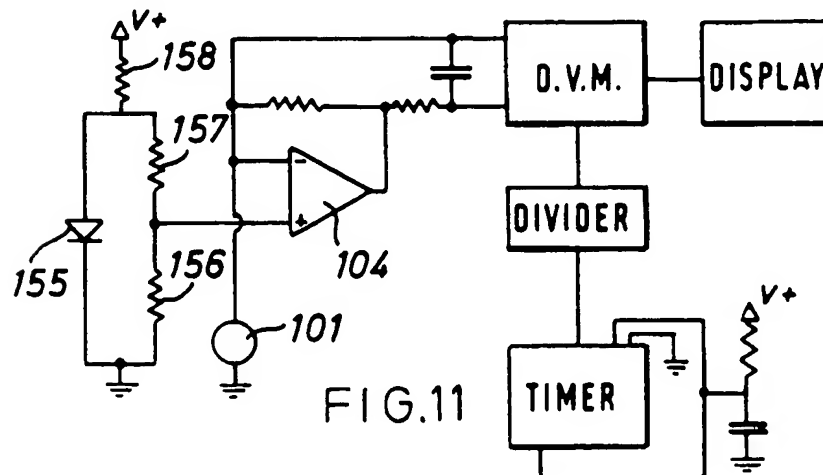 V+
158
157
155
156
-
+
104
101
D.V.M.
DISPLAY
DIVIDER
TIMER
V+
FIG.11